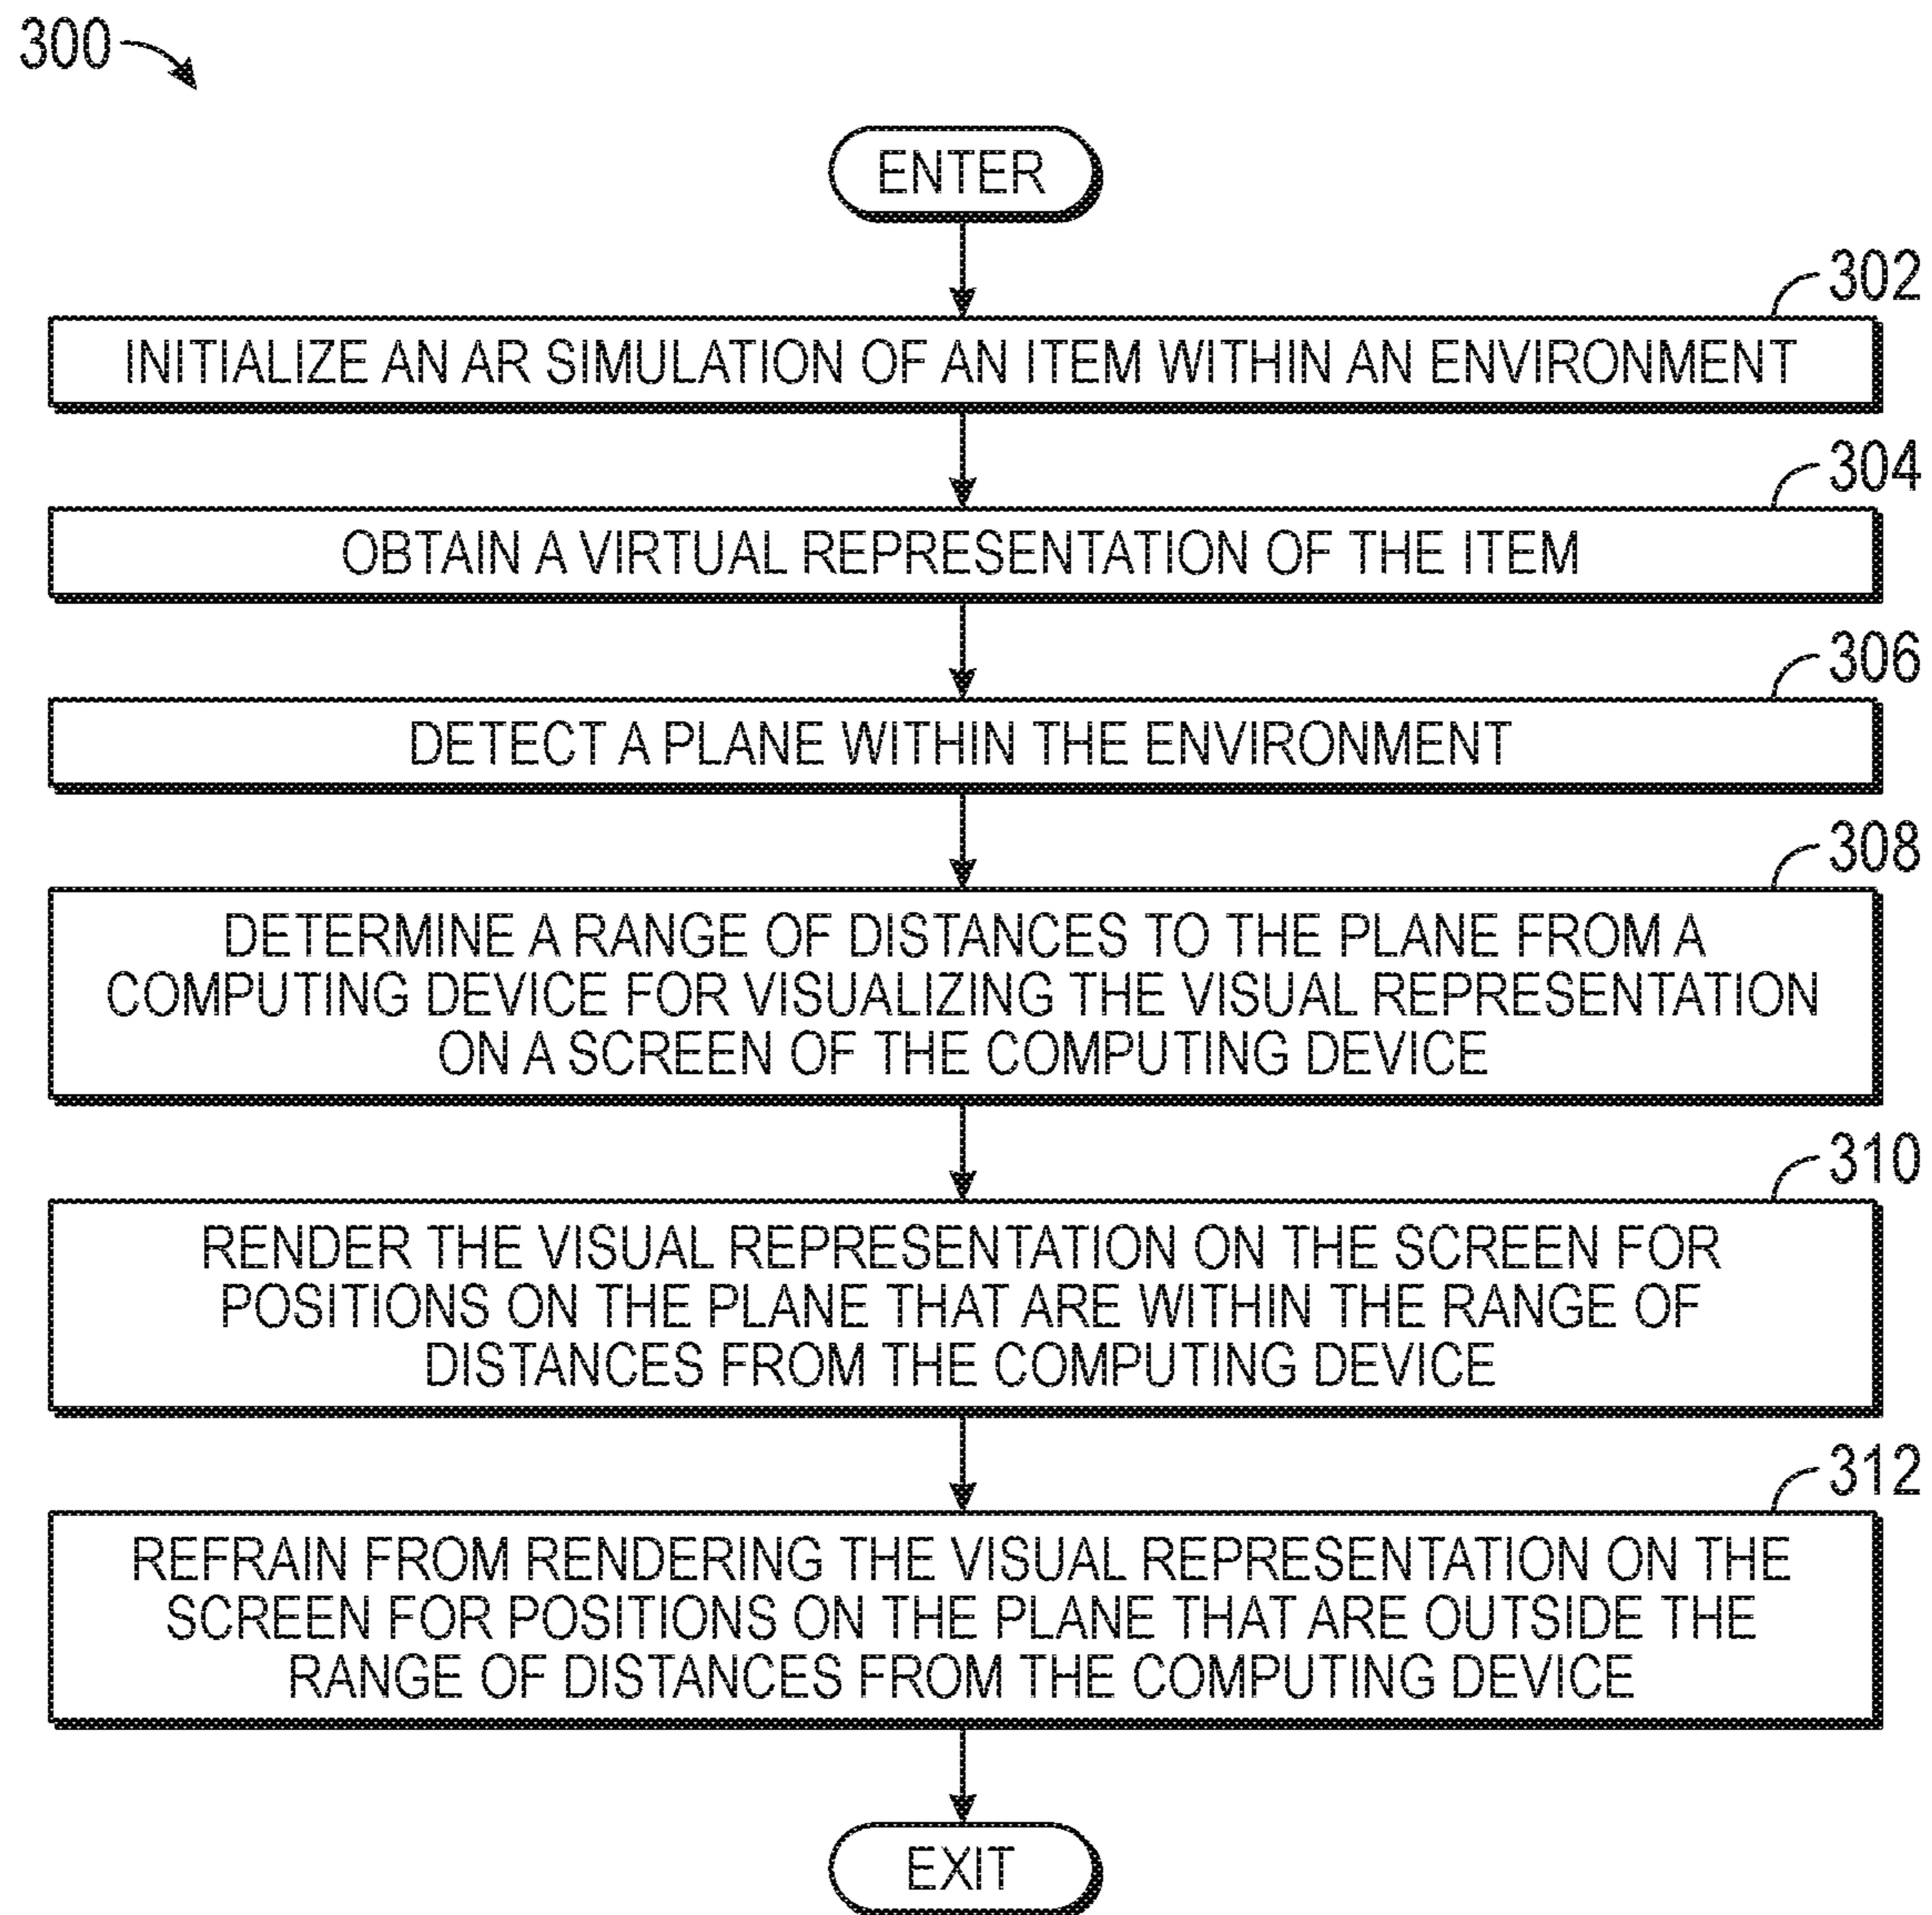 300
ENTER
302
INITIALIZE AN AR SIMULATION OF AN ITEM WITHIN AN ENVIRONMENT
304
OBTAIN A VIRTUAL REPRESENTATION OF THE ITEM
306
DETECT A PLANE WITHIN THE ENVIRONMENT
308
DETERMINE A RANGE OF DISTANCES TO THE PLANE FROM A
COMPUTING DEVICE FOR VISUALIZING THE VISUAL REPRESENTATION
ON A SCREEN OF THE COMPUTING DEVICE
310
RENDER THE VISUAL REPRESENTATION ON THE SCREEN FOR
POSITIONS ON THE PLANE THAT ARE WITHIN THE RANGE OF
DISTANCES FROM THE COMPUTING DEVICE
312
REFRAIN FROM RENDERING THE VISUAL REPRESENTATION ON THE
SCREEN FOR POSITIONS ON THE PLANE THAT ARE OUTSIDE THE
RANGE OF DISTANCES FROM THE COMPUTING DEVICE
EXIT